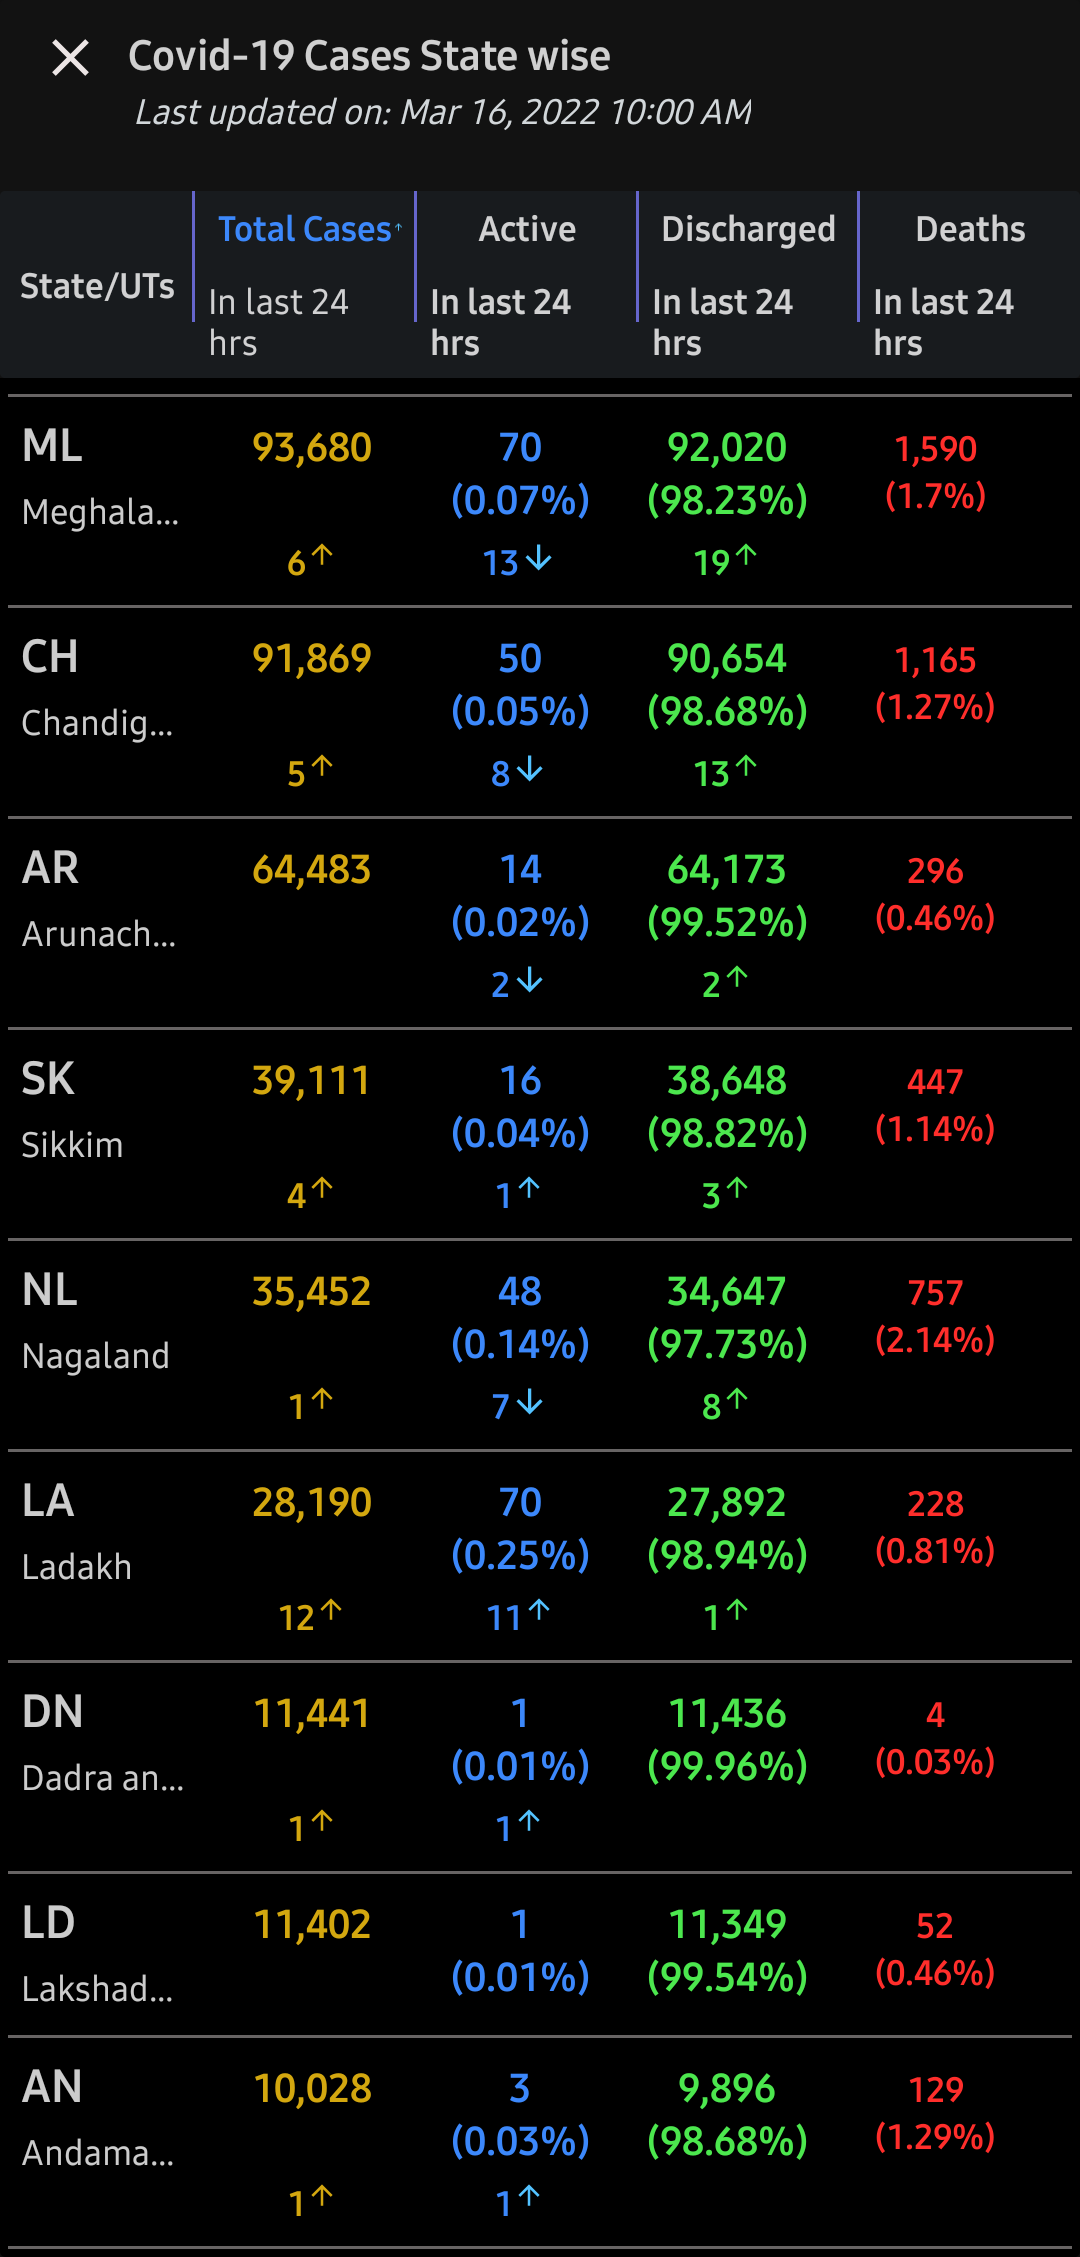 Covid-19 Cases State wise
Last updated on: Mar 16, 2022 10:00 AM
State/UTs
Total Cases↑
In last 24
hrs
Active
In last 24
hrs
Discharged
In last 24
hrs
Deaths
In last 24
hrs
ML 93,680 70 92,020 1,590
Meghala... (0.07%) (98.23%) (1.7%)
6↑ 13↓ 19↑
CH 91,869 50 90,654 1,165
Chandig... (0.05%) (98.68%) (1.27%)
5↑ 8↓ 13↑
AR 64,483 14 64,173 296
Arunach... (0.02%) (99.52%) (0.46%)
2↓ 2↑
SK 39,111 16 38,648 447
Sikkim (0.04%) (98.82%) (1.14%)
4↑ 1↑ 3↑
NL 35,452 48 34,647 757
Nagaland (0.14%) (97.73%) (2.14%)
1↑ 7↓ 8↑
LA 28,190 70 27,892 228
Ladakh (0.25%) (98.94%) (0.81%)
12↑ 11↑ 1↑
DN 11,441 1 11,436 4
Dadra an... (0.01%) (99.96%) (0.03%)
1↑ 1↑
LD 11,402 1 11,349 52
Lakshad... (0.01%) (99.54%) (0.46%)
AN 10,028 3 9,896 129
Andama... (0.03%) (98.68%) (1.29%)
1↑ 1↑